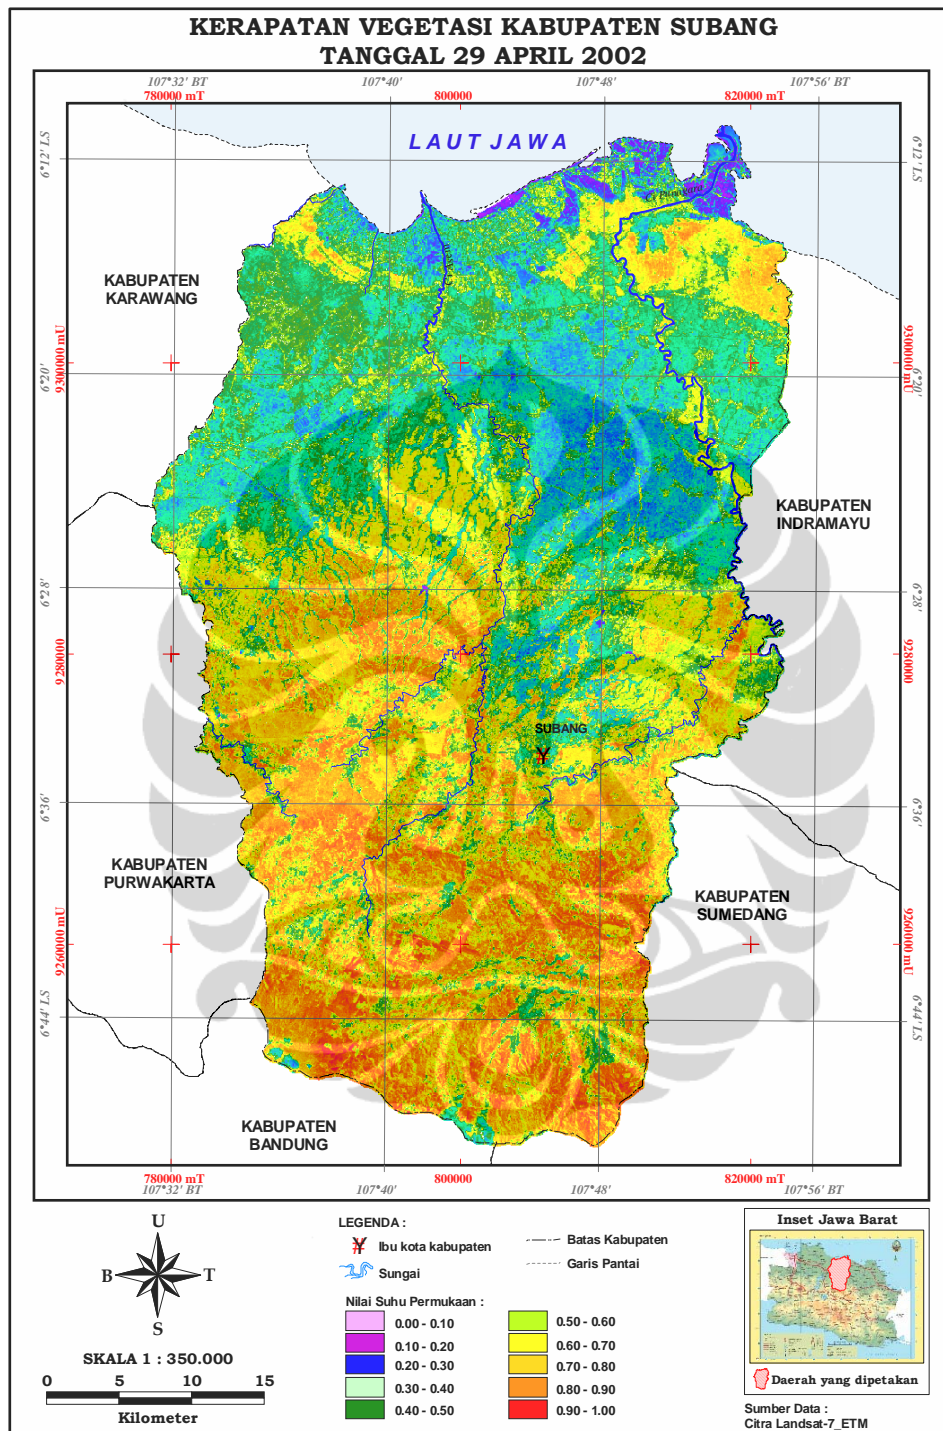 KERAPATAN VEGETASI KABUPATEN SUBANG
TANGGAL 29 APRIL 2002
107°32' BT
107°40'
107°48'
107°56' BT
780000 mT
800000
820000 mT
6°12' LS
6°12' LS
LAUT JAWA
KABUPATEN
KARAWANG
9300000 mU
9300000 mU
6°20'
6°20'
KABUPATEN
INDRAMAYU
6°28'
6°28'
9280000
9280000
SUBANG
6°36'
6°36'
KABUPATEN
PURWAKARTA
KABUPATEN
SUMEDANG
9260000 mU
9260000 mU
6°44' LS
6°44' LS
KABUPATEN
BANDUNG
780000 mT
800000
820000 mT
107°32' BT
107°40'
107°48'
107°56' BT
U
B
T
S
SKALA 1 : 350.000
0 5 10 15
Kilometer
LEGENDA :
Ibu kota kabupaten
Sungai
Batas Kabupaten
Garis Pantai
Nilai Suhu Permukaan :
0.00 - 0.10
0.10 - 0.20
0.20 - 0.30
0.30 - 0.40
0.40 - 0.50
0.50 - 0.60
0.60 - 0.70
0.70 - 0.80
0.80 - 0.90
0.90 - 1.00
Inset Jawa Barat
Daerah yang dipetakan
Sumber Data :
Citra Landsat-7_ETM